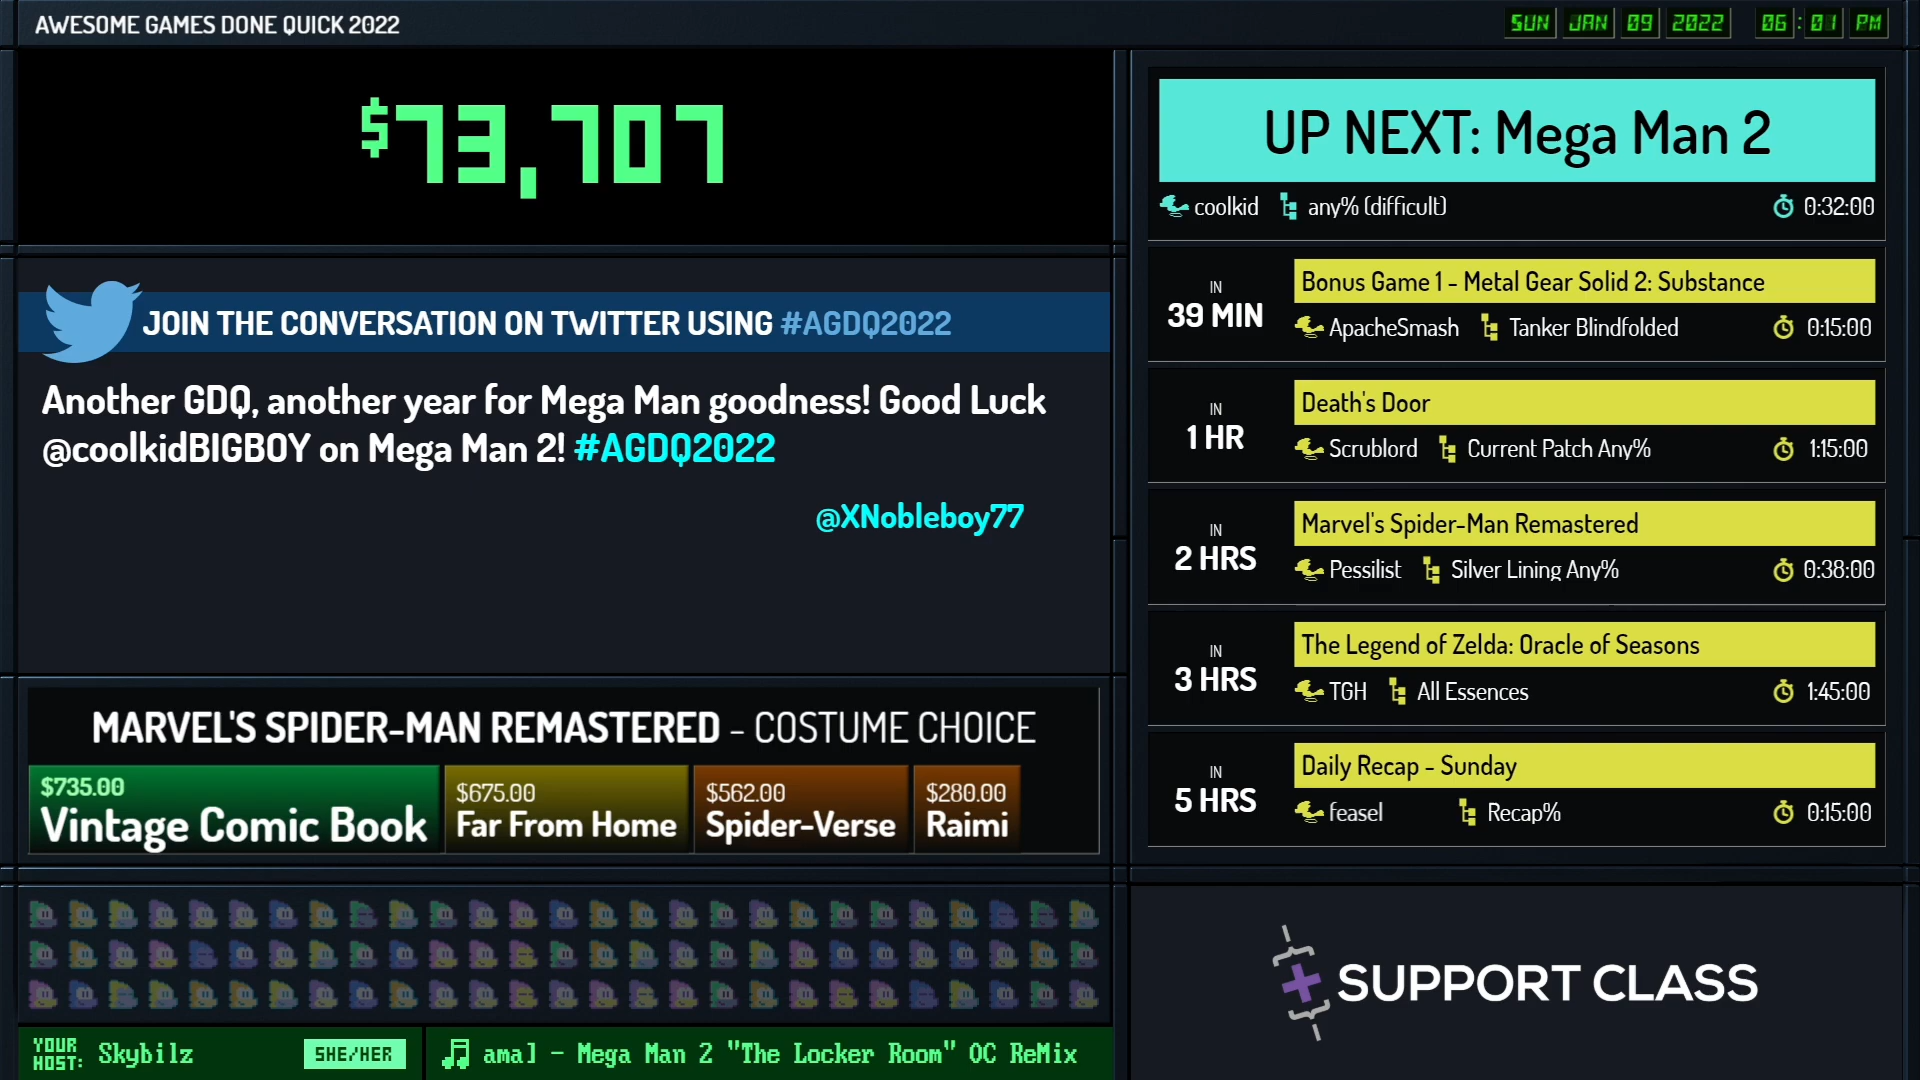 AWESOME GAMES DONE QUICK 2022
SUN JAN 09 2022 06:01 PM
$73,707
JOIN THE CONVERSATION ON TWITTER USING #AGDQ2022
Another GDQ, another year for Mega Man goodness! Good Luck
@coolkidBIGBOY on Mega Man 2! #AGDQ2022
@XNobleboy77
MARVEL'S SPIDER-MAN REMASTERED - COSTUME CHOICE
$735.00
Vintage Comic Book
$675.00
Far From Home
$562.00
Spider-Verse
$280.00
Raimi
YOUR HOST: Skybilz SHE/HER
ama] - Mega Man 2 "The Locker Room" OC ReMix
UP NEXT: Mega Man 2
coolkid any% (difficult) 0:32:00
IN
39 MIN
Bonus Game 1 - Metal Gear Solid 2: Substance
ApacheSmash Tanker Blindfolded 0:15:00
IN
1 HR
Death's Door
Scrublord Current Patch Any% 1:15:00
IN
2 HRS
Marvel's Spider-Man Remastered
Pessilist Silver Lining Any% 0:38:00
IN
3 HRS
The Legend of Zelda: Oracle of Seasons
TGH All Essences 1:45:00
IN
5 HRS
Daily Recap - Sunday
feasel Recap% 0:15:00
SUPPORT CLASS